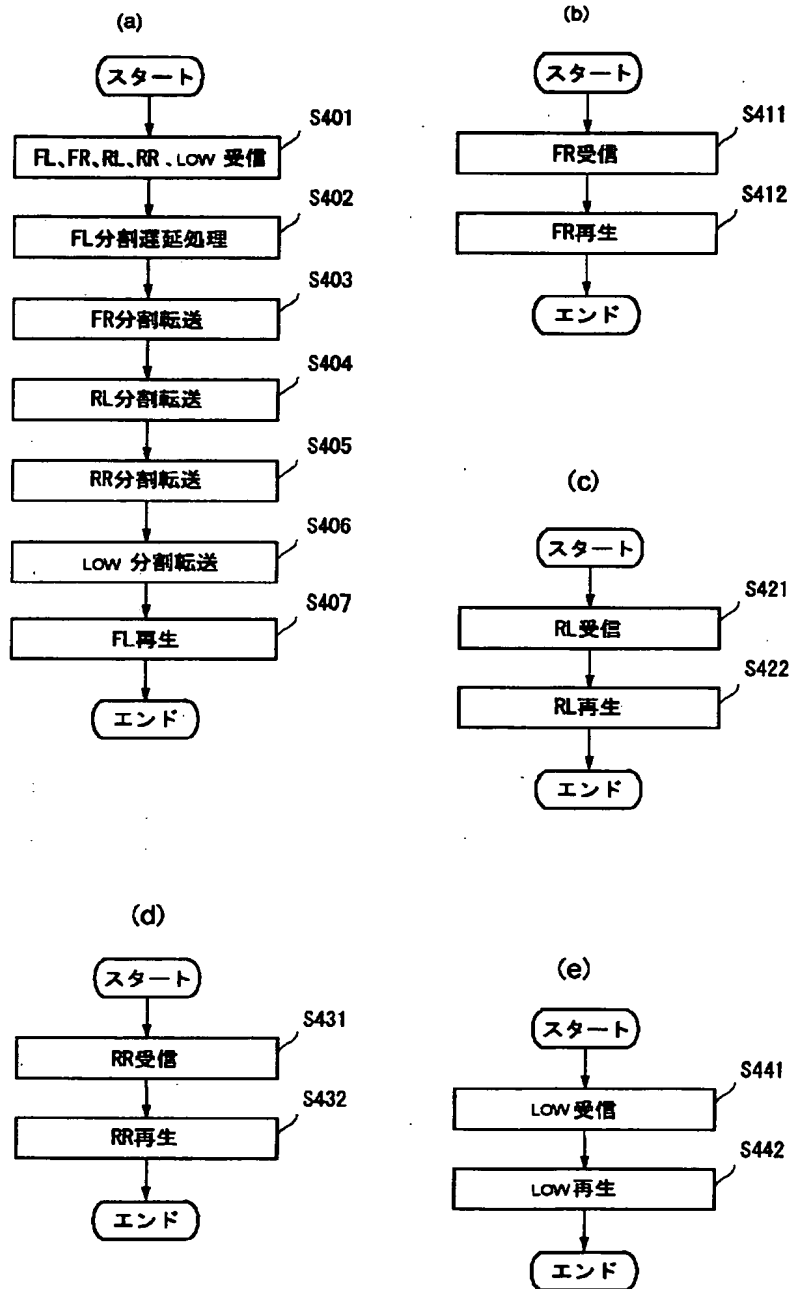 (a)
スタート
S401
FL、FR、RL、RR、LOW 受信
S402
FL分割遅延処理
S403
FR分割転送
S404
RL分割転送
S405
RR分割転送
S406
LOW 分割転送
S407
FL再生
エンド
(b)
スタート
S411
FR受信
S412
FR再生
エンド
(c)
スタート
S421
RL受信
S422
RL再生
エンド
(d)
スタート
S431
RR受信
S432
RR再生
エンド
(e)
スタート
S441
LOW受信
S442
LOW再生
エンド